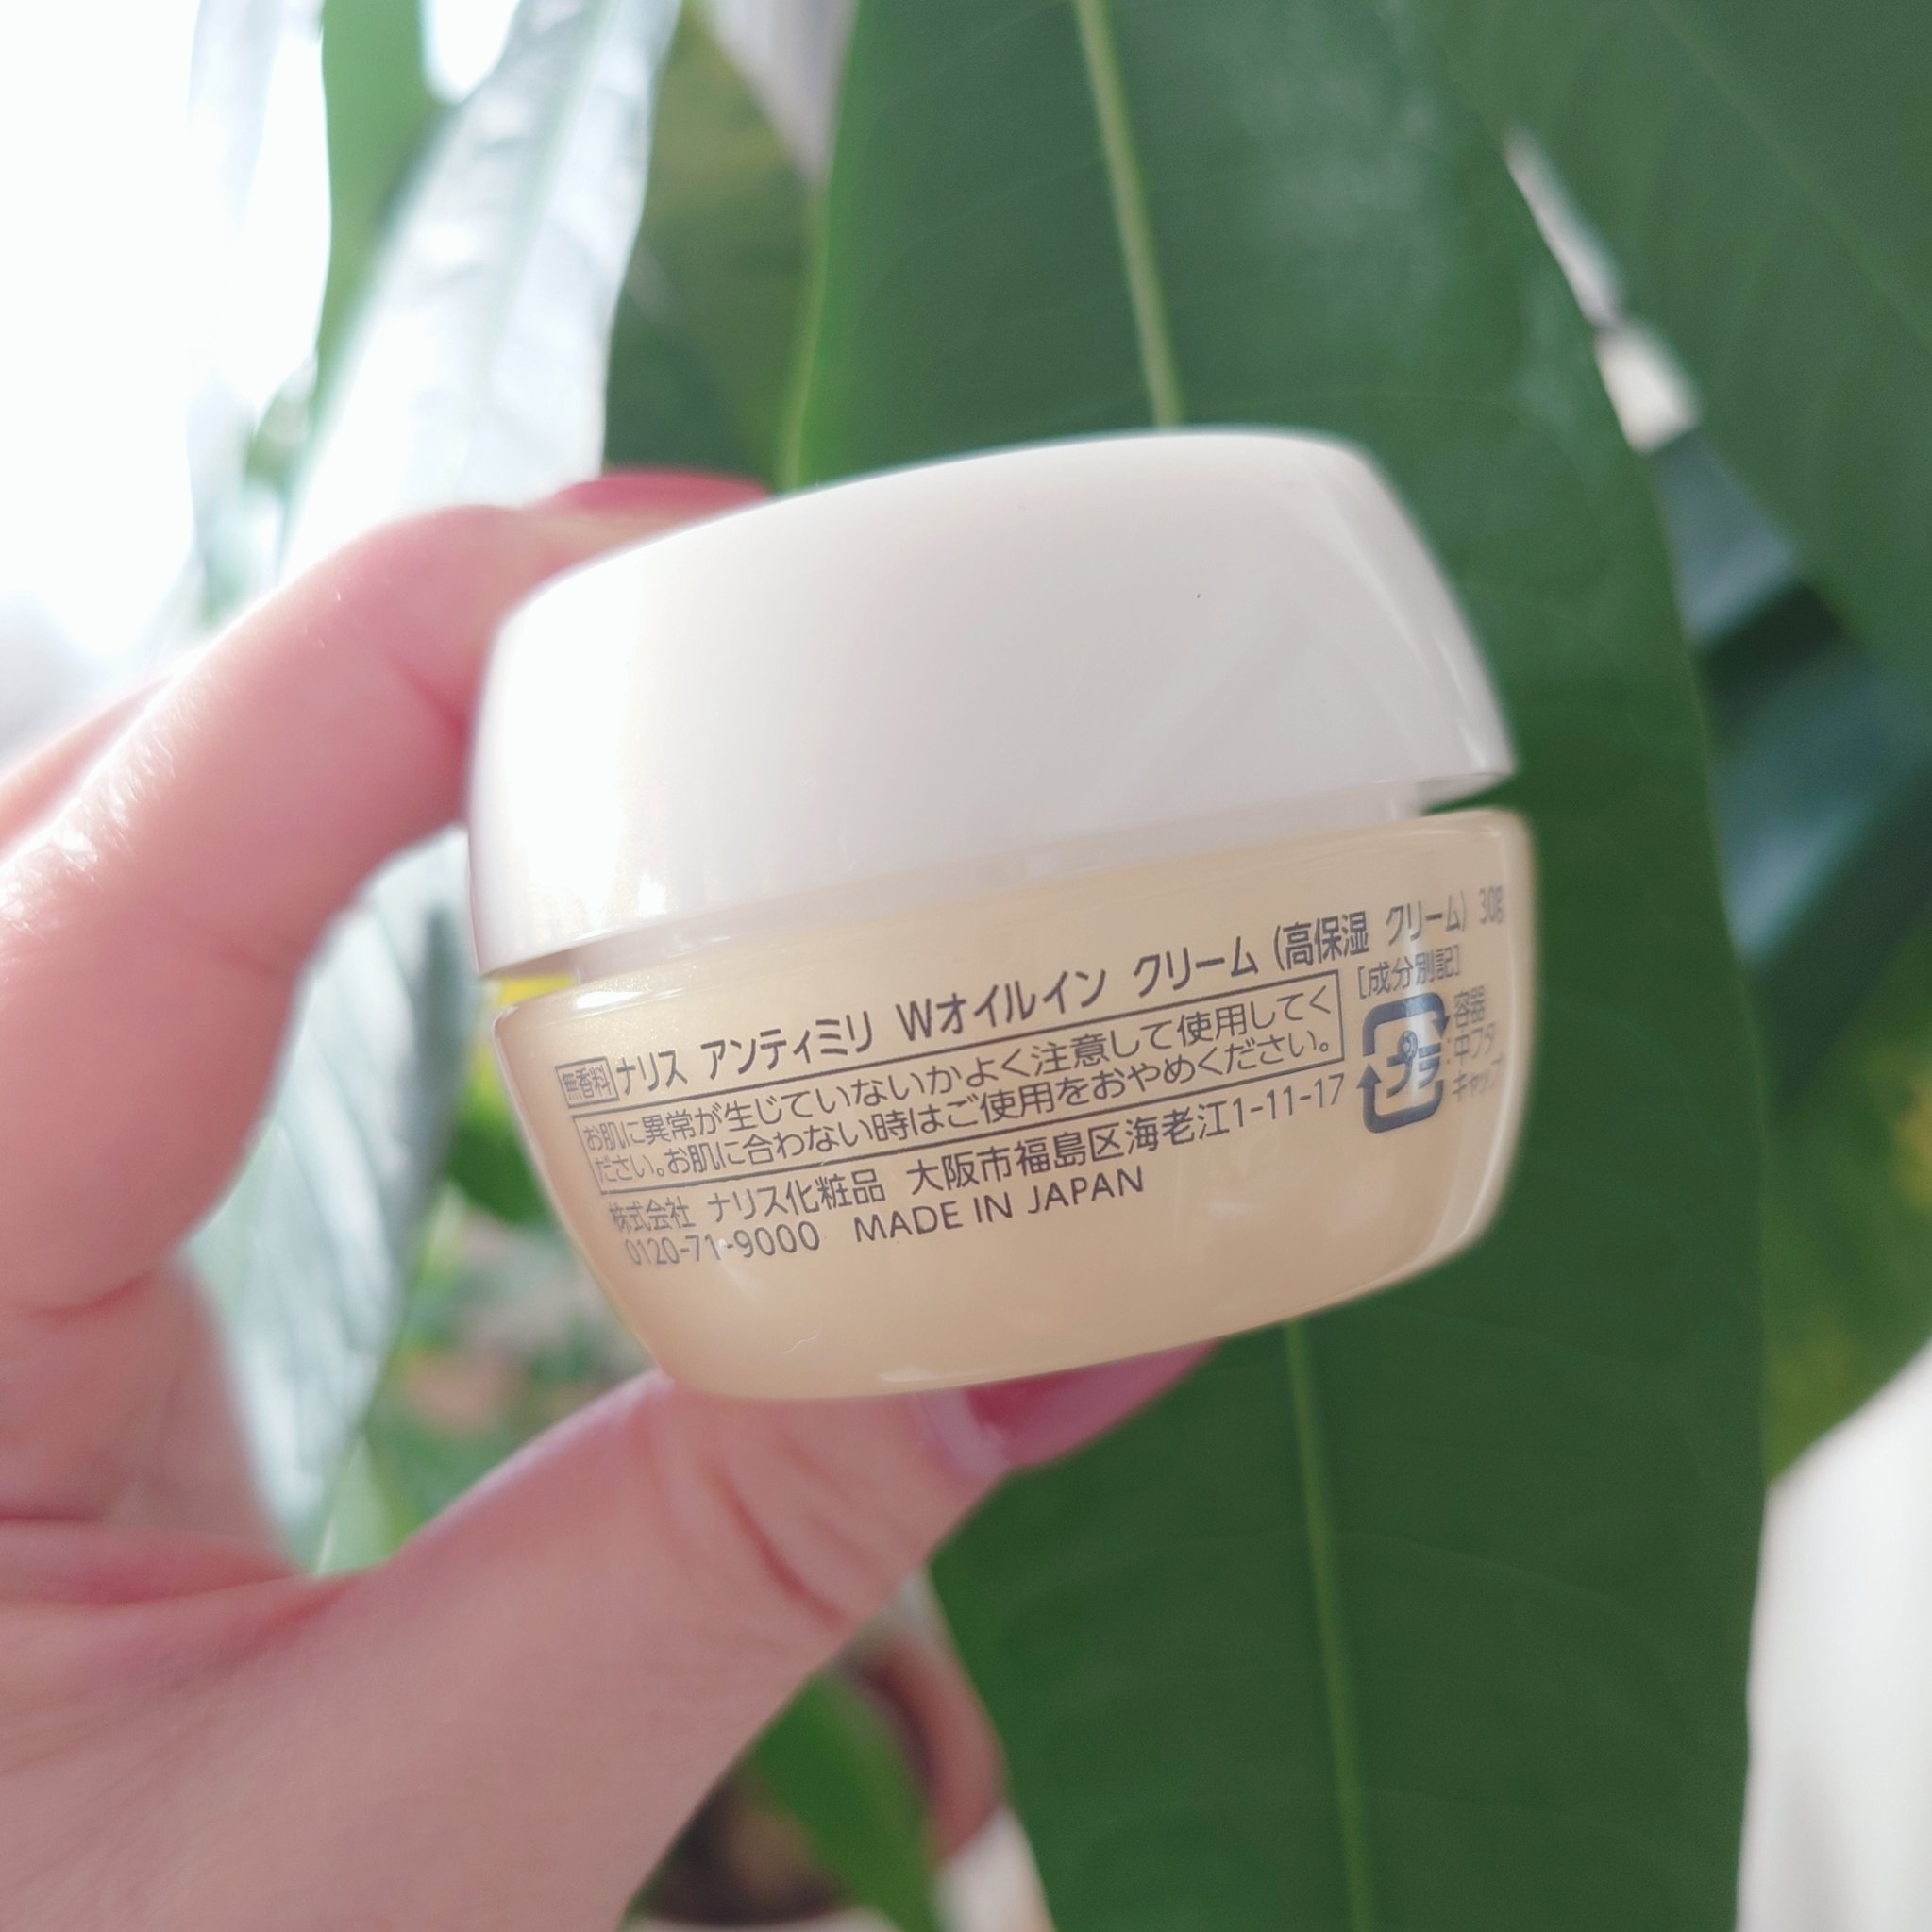 無香料 ナリス アンティミリ Wオイルイン クリーム (高保湿 クリーム) 30g
お肌に異常が生じていないかよく注意して使用してく
ださい。お肌に合わない時はご使用をおやめください。
株式会社 ナリス化粧品 大阪市福島区海老江1-11-17
0120-71-9000 MADE IN JAPAN
[成分別記]
プラ
容器
:中フタ
キャップ